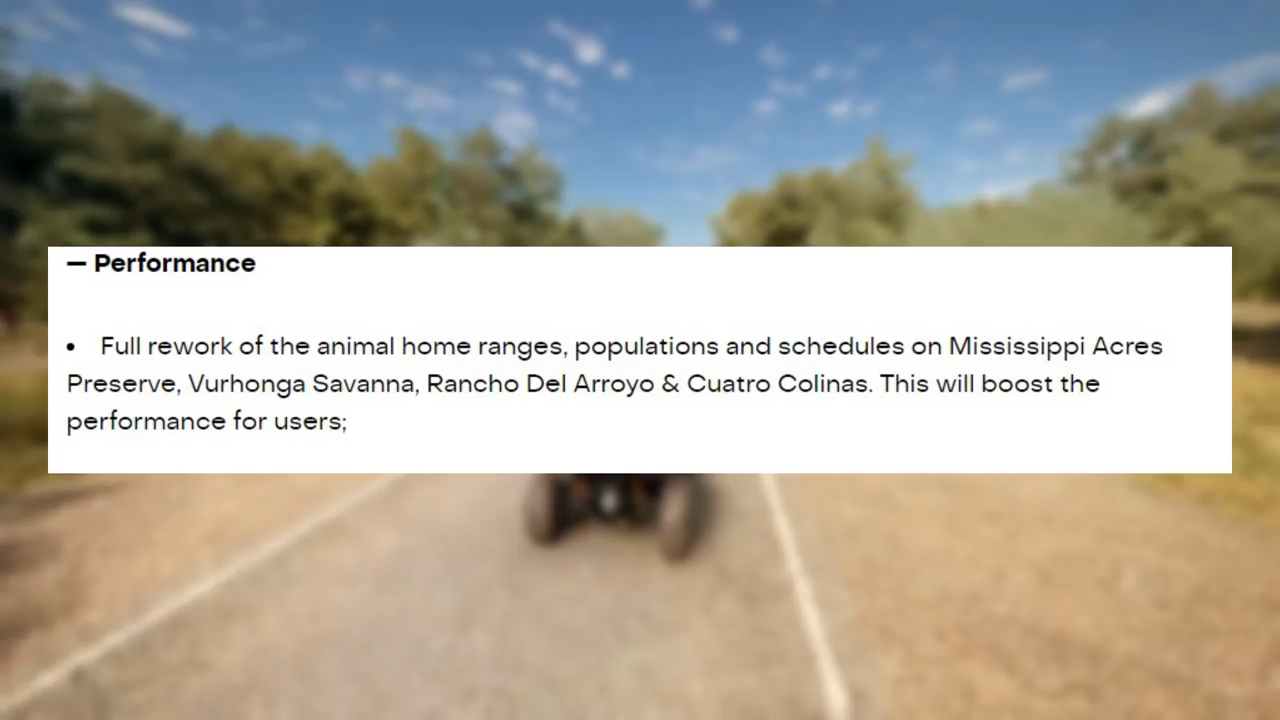 — Performance
• Full rework of the animal home ranges, populations and schedules on Mississippi Acres
Preserve, Vurhonga Savanna, Rancho Del Arroyo & Cuatro Colinas. This will boost the
performance for users;